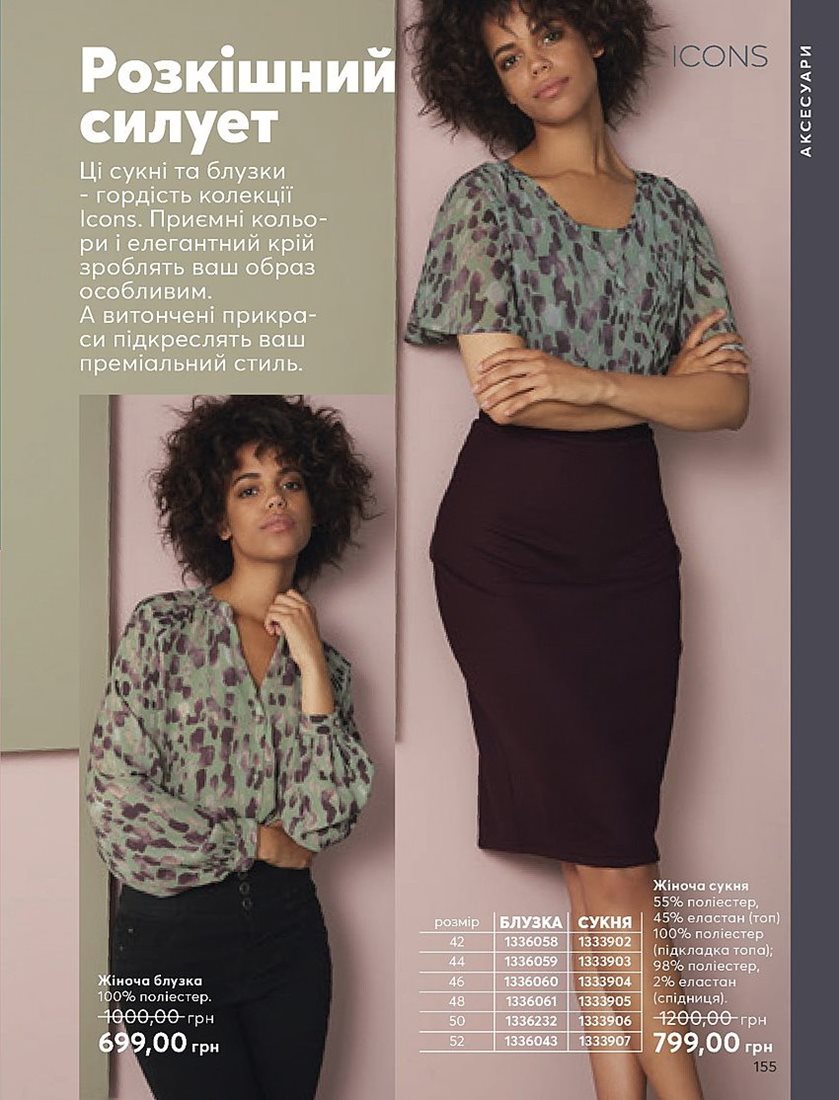 Розкішний
силует
Ці сукні та блузки
- гордість колекції
Icons. Приємні кольо-
ри і елегантний крій
зроблять ваш образ
особливим.
А витончені прикра-
си підкреслять ваш
преміальний стиль.
ICONS
АКСЕСУАРИ
Жіноча блузка
100% поліестер.
1000,00 грн
699,00 грн
розмір БЛУЗКА СУКНЯ
42 1336058 1333902
44 1336059 1333903
46 1336060 1333904
48 1336061 1333905
50 1336232 1333906
52 1336043 1333907
Жіноча сукня
55% поліестер,
45% еластан (топ)
100% поліестер
(підкладка топа);
98% поліестер,
2% еластан
(спідниця).
1200,00 грн
799,00 грн
155